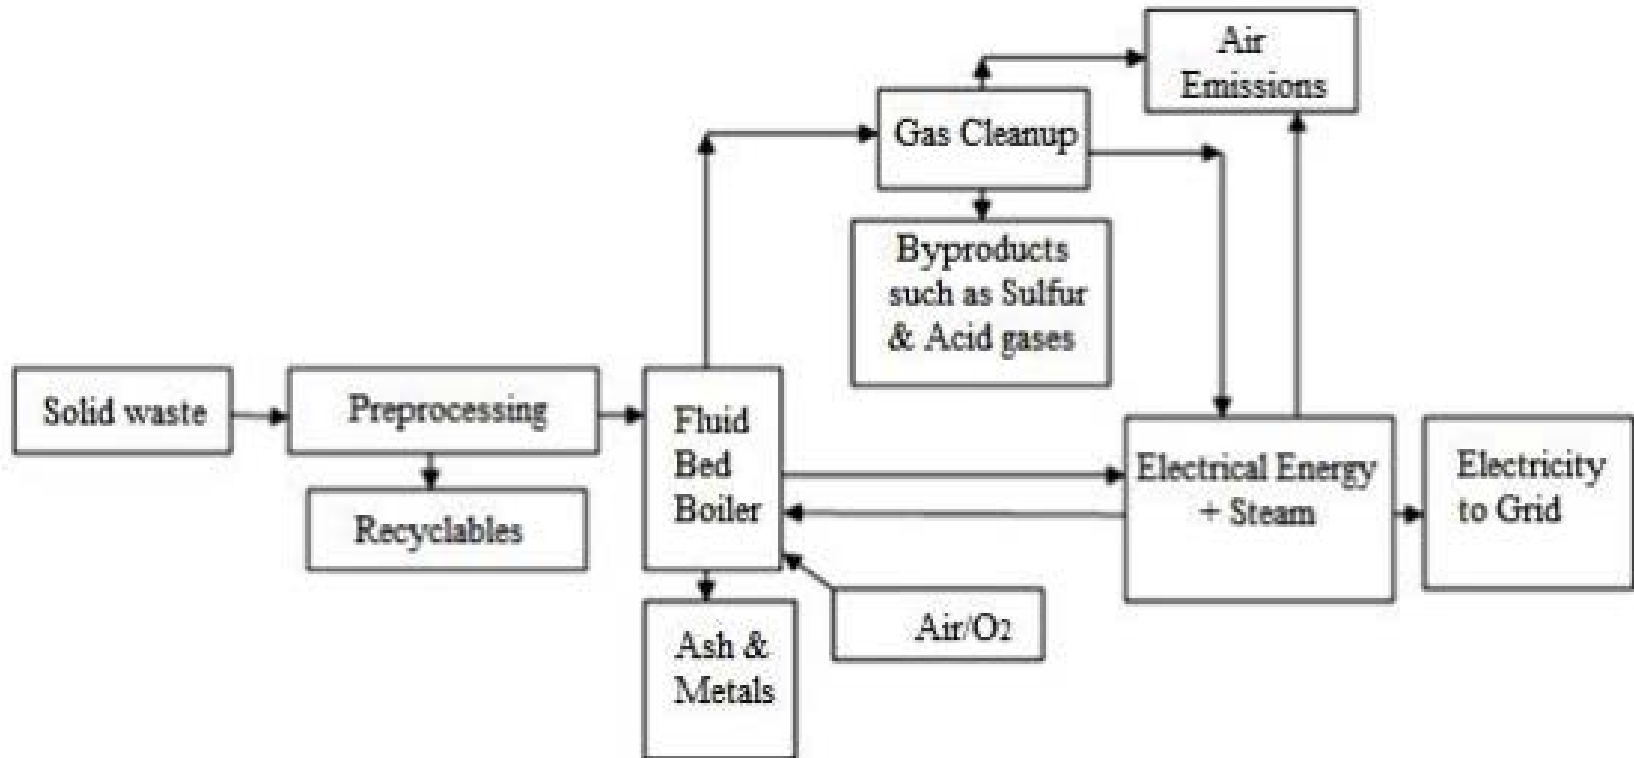 Air
Emissions
Gas Cleanup
Byproducts
such as Sulfur
& Acid gases
Solid waste
Preprocessing
Recyclables
Fluid
Bed
Boiler
Electrical Energy
+ Steam
Electricity
to Grid
Air/O2
Ash &
Metals